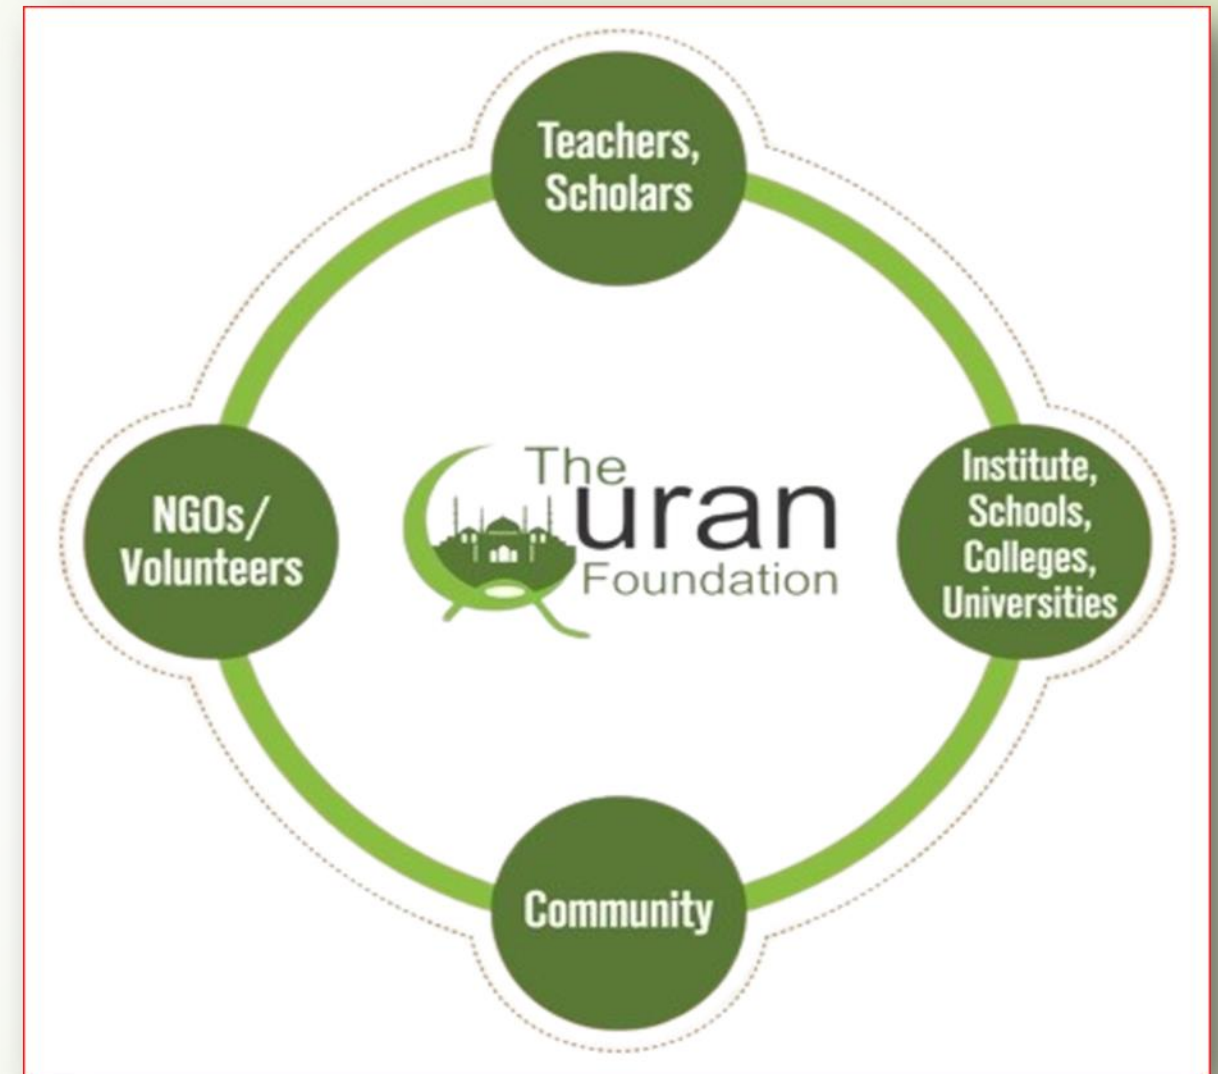 Teachers,
Scholars
NGOs/
Volunteers
The
uran
Foundation
Institute,
Schools,
Colleges,
Universities
Community